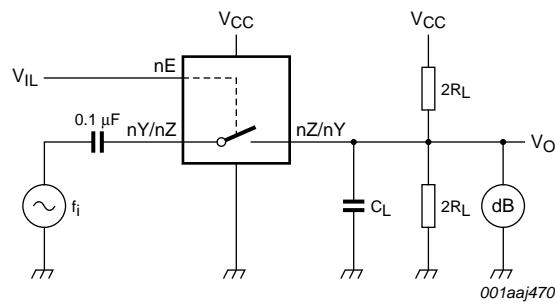 VCC
VCC
nE
VIL
2RL
0.1 μF
nY/nZ
nZ/nY
VO
fi
CL
2RL
dB
001aaj470